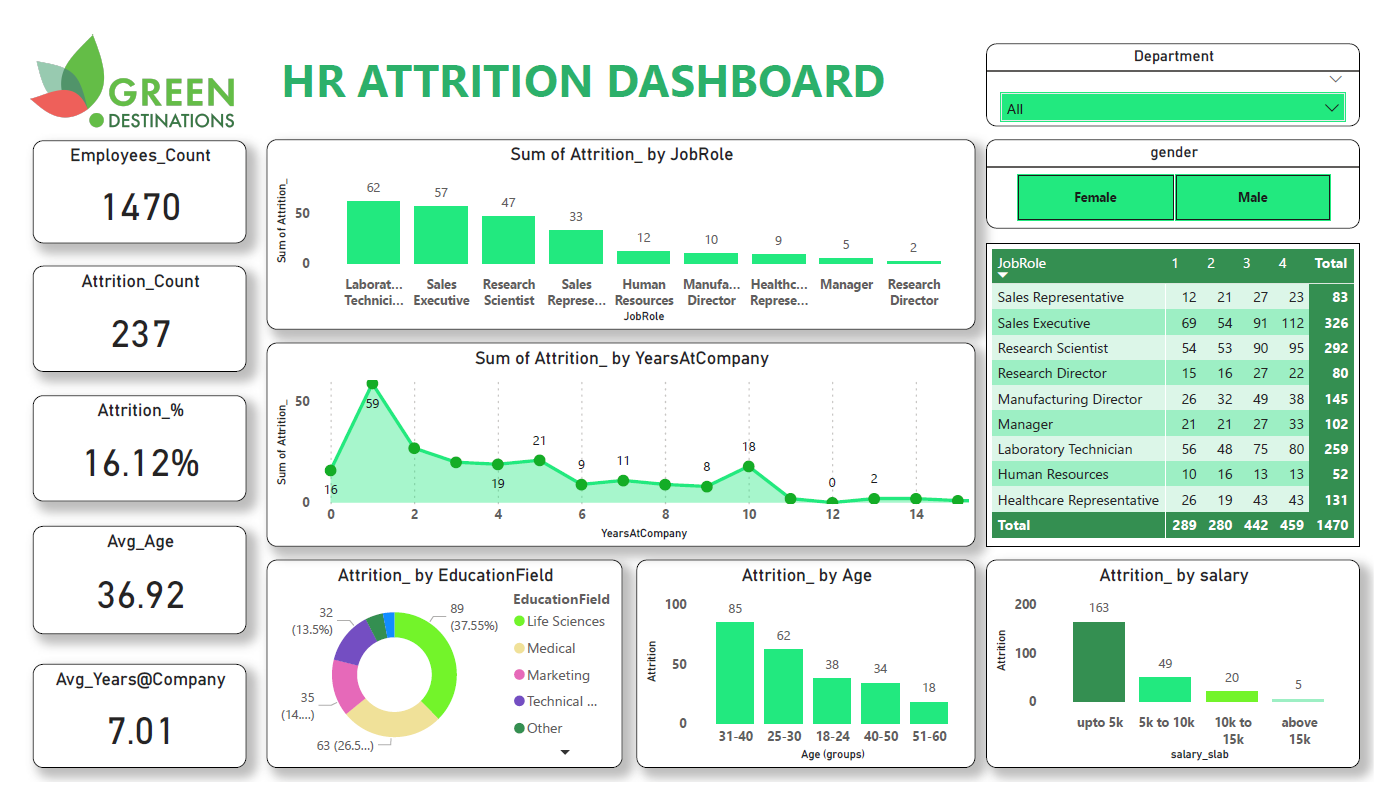 GREEN
DESTINATIONS
HR ATTRITION DASHBOARD
Department
All
gender
Female Male
Employees_Count
1470
Attrition_Count
237
Attrition_%
16.12%
Avg_Age
36.92
Avg_Years@Company
7.01
Sum of Attrition_ by JobRole
Sum of Attrition_
50
0
62 57 47 33 12 10 9 5 2
Laborat... Sales Research Sales Human Manufa... Healthc... Manager Research
Technici... Executive Scientist Represe... Resources Director Represe... Director
JobRole
Sum of Attrition_ by YearsAtCompany
Sum of Attrition_
50
0
16 59 19 21 9 11 8 18 0 2
0 2 4 6 8 10 12 14
YearsAtCompany
JobRole 1 2 3 4 Total
Sales Representative 12 21 27 23 83
Sales Executive 69 54 91 112 326
Research Scientist 54 53 90 95 292
Research Director 15 16 27 22 80
Manufacturing Director 26 32 49 38 145
Manager 21 21 27 33 102
Laboratory Technician 56 48 75 80 259
Human Resources 10 16 13 13 52
Healthcare Representative 26 19 43 43 131
Total 289 280 442 459 1470
Attrition_ by EducationField
89
(37.55%)
63 (26.5...)
35
(14....)
32
(13.5%)
EducationField
Life Sciences
Medical
Marketing
Technical ...
Other
Attrition_ by Age
Attrition
100
50
0
85 62 38 34 18
31-40 25-30 18-24 40-50 51-60
Age (groups)
Attrition_ by salary
Attrition
200
100
0
163 49 20 5
upto 5k 5k to 10k 10k to above
15k 15k
salary_slab